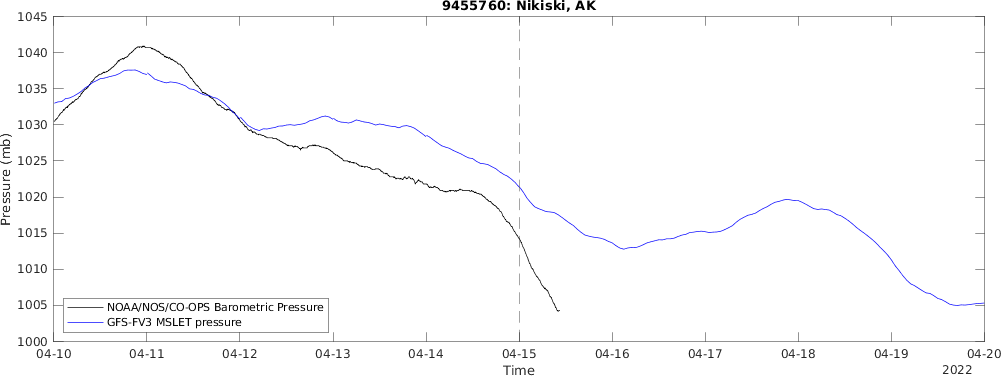 9455760: Nikiski, AK
Pressure (mb)
1045
1040
1035
1030
1025
1020
1015
1010
1005
1000
NOAA/NOS/CO-OPS Barometric Pressure
GFS-FV3 MSLET pressure
04-10 04-11 04-12 04-13 04-14 04-15 04-16 04-17 04-18 04-19 04-20
Time
2022